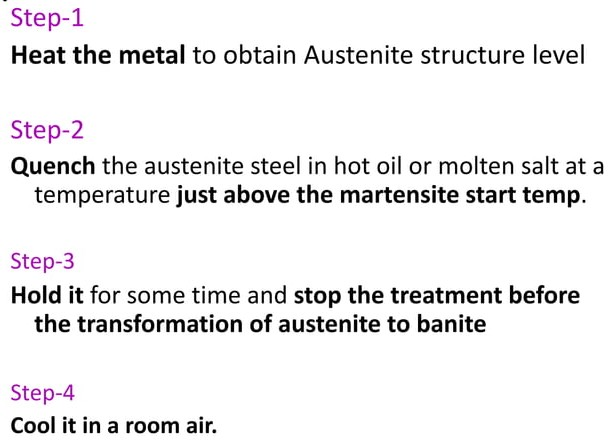 Step-1
Heat the metal to obtain Austenite structure level
Step-2
Quench the austenite steel in hot oil or molten salt at a
temperature just above the martensite start temp.
Step-3
Hold it for some time and stop the treatment before
the transformation of austenite to banite
Step-4
Cool it in a room air.